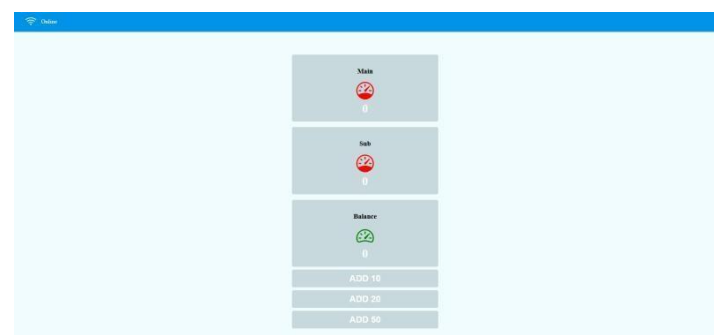 Online
Main
0
Sub
0
Balance
0
ADD 10
ADD 20
ADD 50